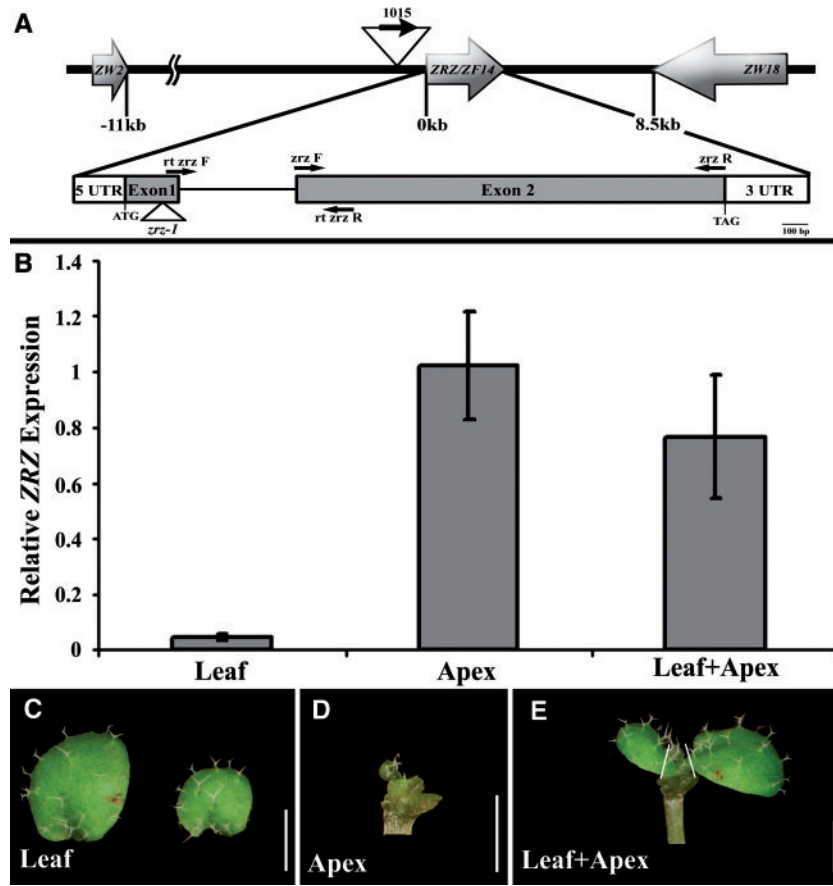 A
1015
ZW2
ZRZ/ZF14
ZW18
-11kb
0kb
8.5kb
rt zrz F
zrz F
zrz R
5 UTR
Exon1
Exon 2
3 UTR
ATG
zrz-1
rt zrz R
TAG
100 bp
B
Relative ZRZ Expression
1.4
1.2
1
0.8
0.6
0.4
0.2
0
Leaf
Apex
Leaf+Apex
C
D
E
Leaf
Apex
Leaf+Apex